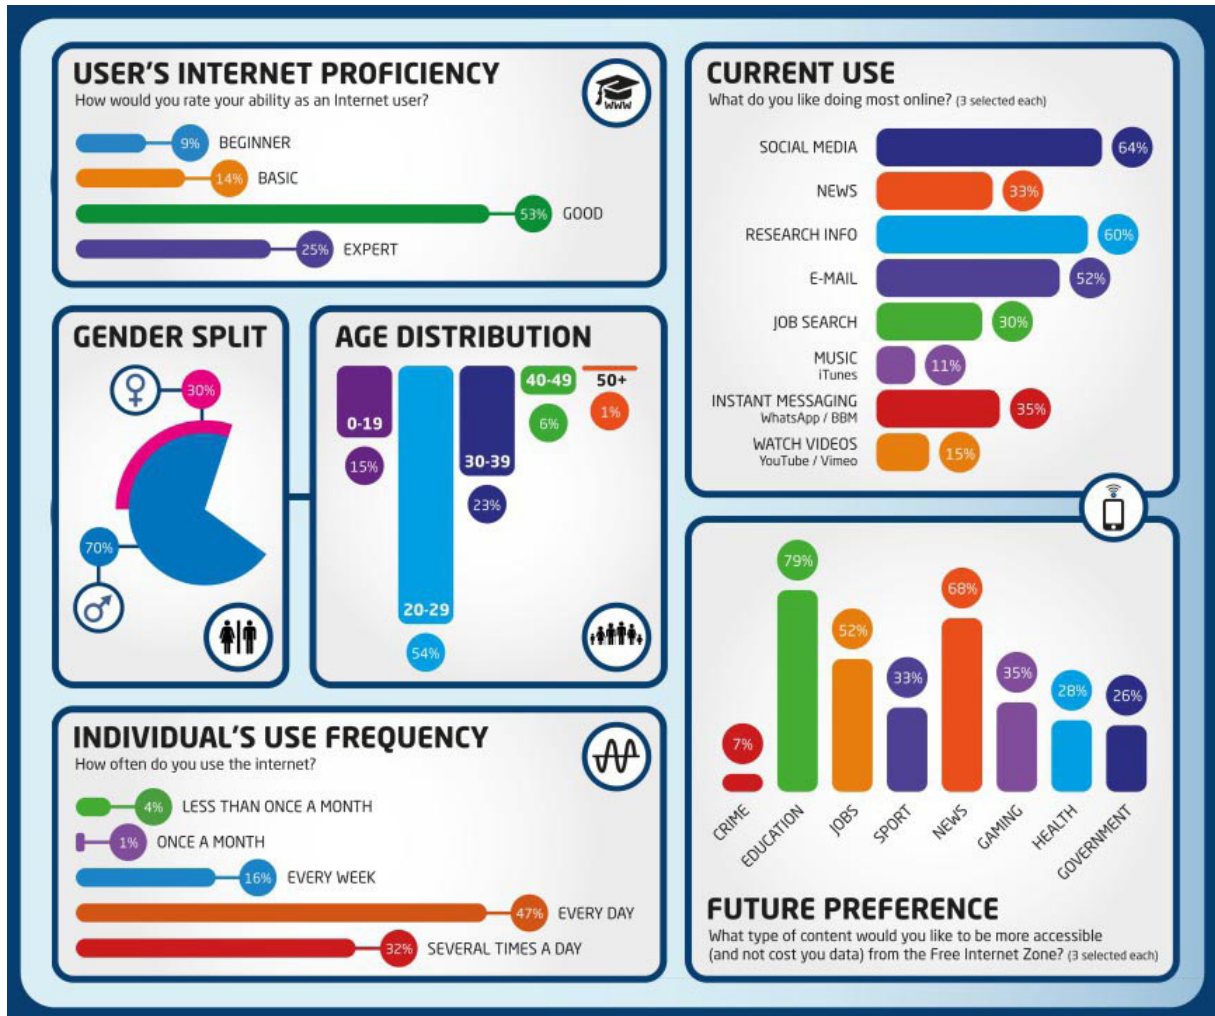 USER'S INTERNET PROFICIENCY
How would you rate your ability as an Internet user?
WWW
9% BEGINNER
14% BASIC
53% GOOD
25% EXPERT
GENDER SPLIT
30%
70%
AGE DISTRIBUTION
0-19
15%
20-29
54%
30-39
23%
40-49
6%
50+
1%
INDIVIDUAL'S USE FREQUENCY
How often do you use the internet?
4% LESS THAN ONCE A MONTH
1% ONCE A MONTH
16% EVERY WEEK
47% EVERY DAY
32% SEVERAL TIMES A DAY
CURRENT USE
What do you like doing most online? (3 selected each)
SOCIAL MEDIA 64%
NEWS 33%
RESEARCH INFO 60%
E-MAIL 52%
JOB SEARCH 30%
MUSIC
iTunes
11%
INSTANT MESSAGING
WhatsApp / BBM
35%
WATCH VIDEOS
YouTube / Vimeo
15%
7%
79%
52%
33%
68%
35%
28%
26%
CRIME
EDUCATION
JOBS
SPORT
NEWS
GAMING
HEALTH
GOVERNMENT
FUTURE PREFERENCE
What type of content would you like to be more accessible
(and not cost you data) from the Free Internet Zone? (3 selected each)